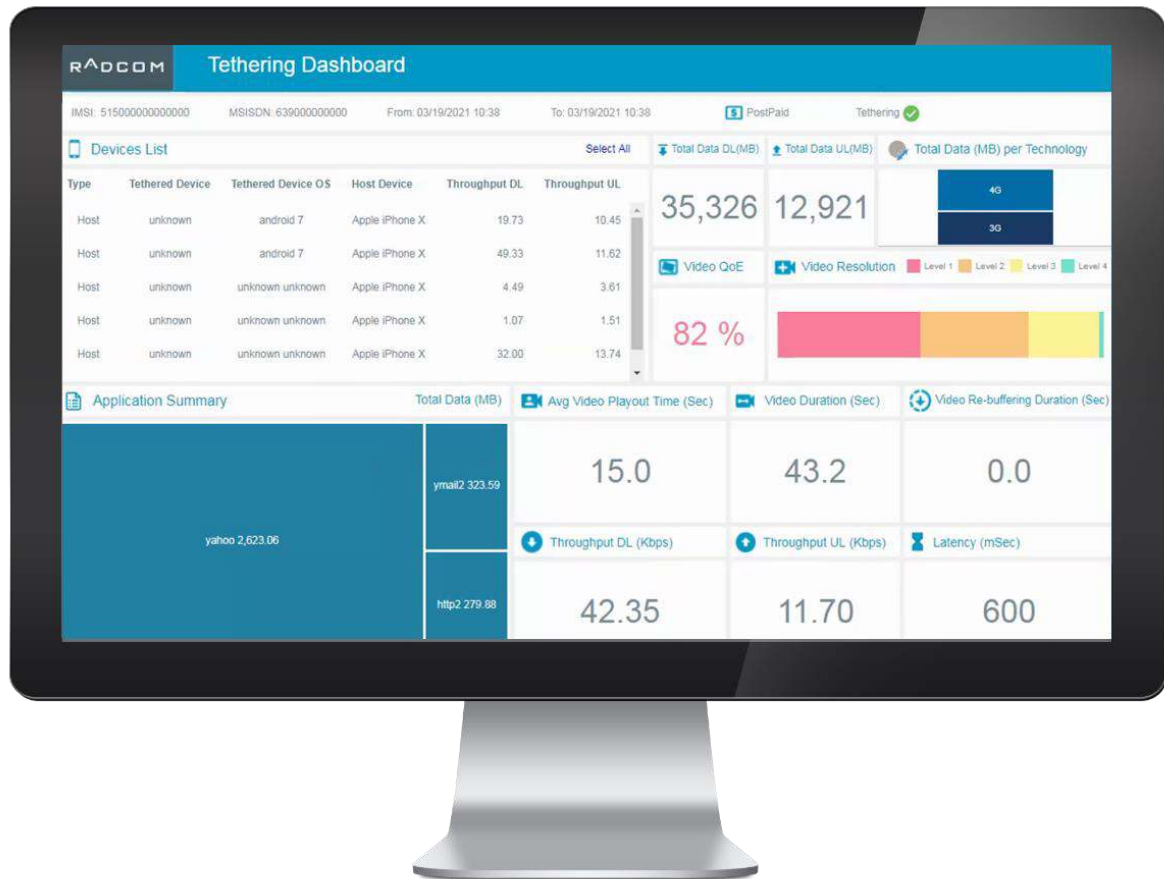 RADCOM Tethering Dashboard
IMSI: 515000000000000 MSISDN: 639000000000 From: 03/19/2021 10:38 To: 03/19/2021 10:38 PostPaid Tethering
Devices List Select All Total Data DL(MB) Total Data UL(MB) Total Data (MB) per Technology
Type Tethered Device Tethered Device OS Host Device Throughput DL Throughput UL
Host unknown android 7 Apple iPhone X 19.73 10.45
Host unknown android 7 Apple iPhone X 49.33 11.62
Host unknown unknown unknown Apple iPhone X 4.49 3.61
Host unknown unknown unknown Apple iPhone X 1.07 1.51
Host unknown unknown unknown Apple iPhone X 32.00 13.74
35,326 12,921
4G
3G
Video QoE Video Resolution Level 1 Level 2 Level 3 Level 4
82 %
Application Summary Total Data (MB) Avg Video Playout Time (Sec) Video Duration (Sec) Video Re-buffering Duration (Sec)
yahoo 2,623.06
ymail2 323.59
http2 279.88
15.0 43.2 0.0
Throughput DL (Kbps) Throughput UL (Kbps) Latency (mSec)
42.35 11.70 600